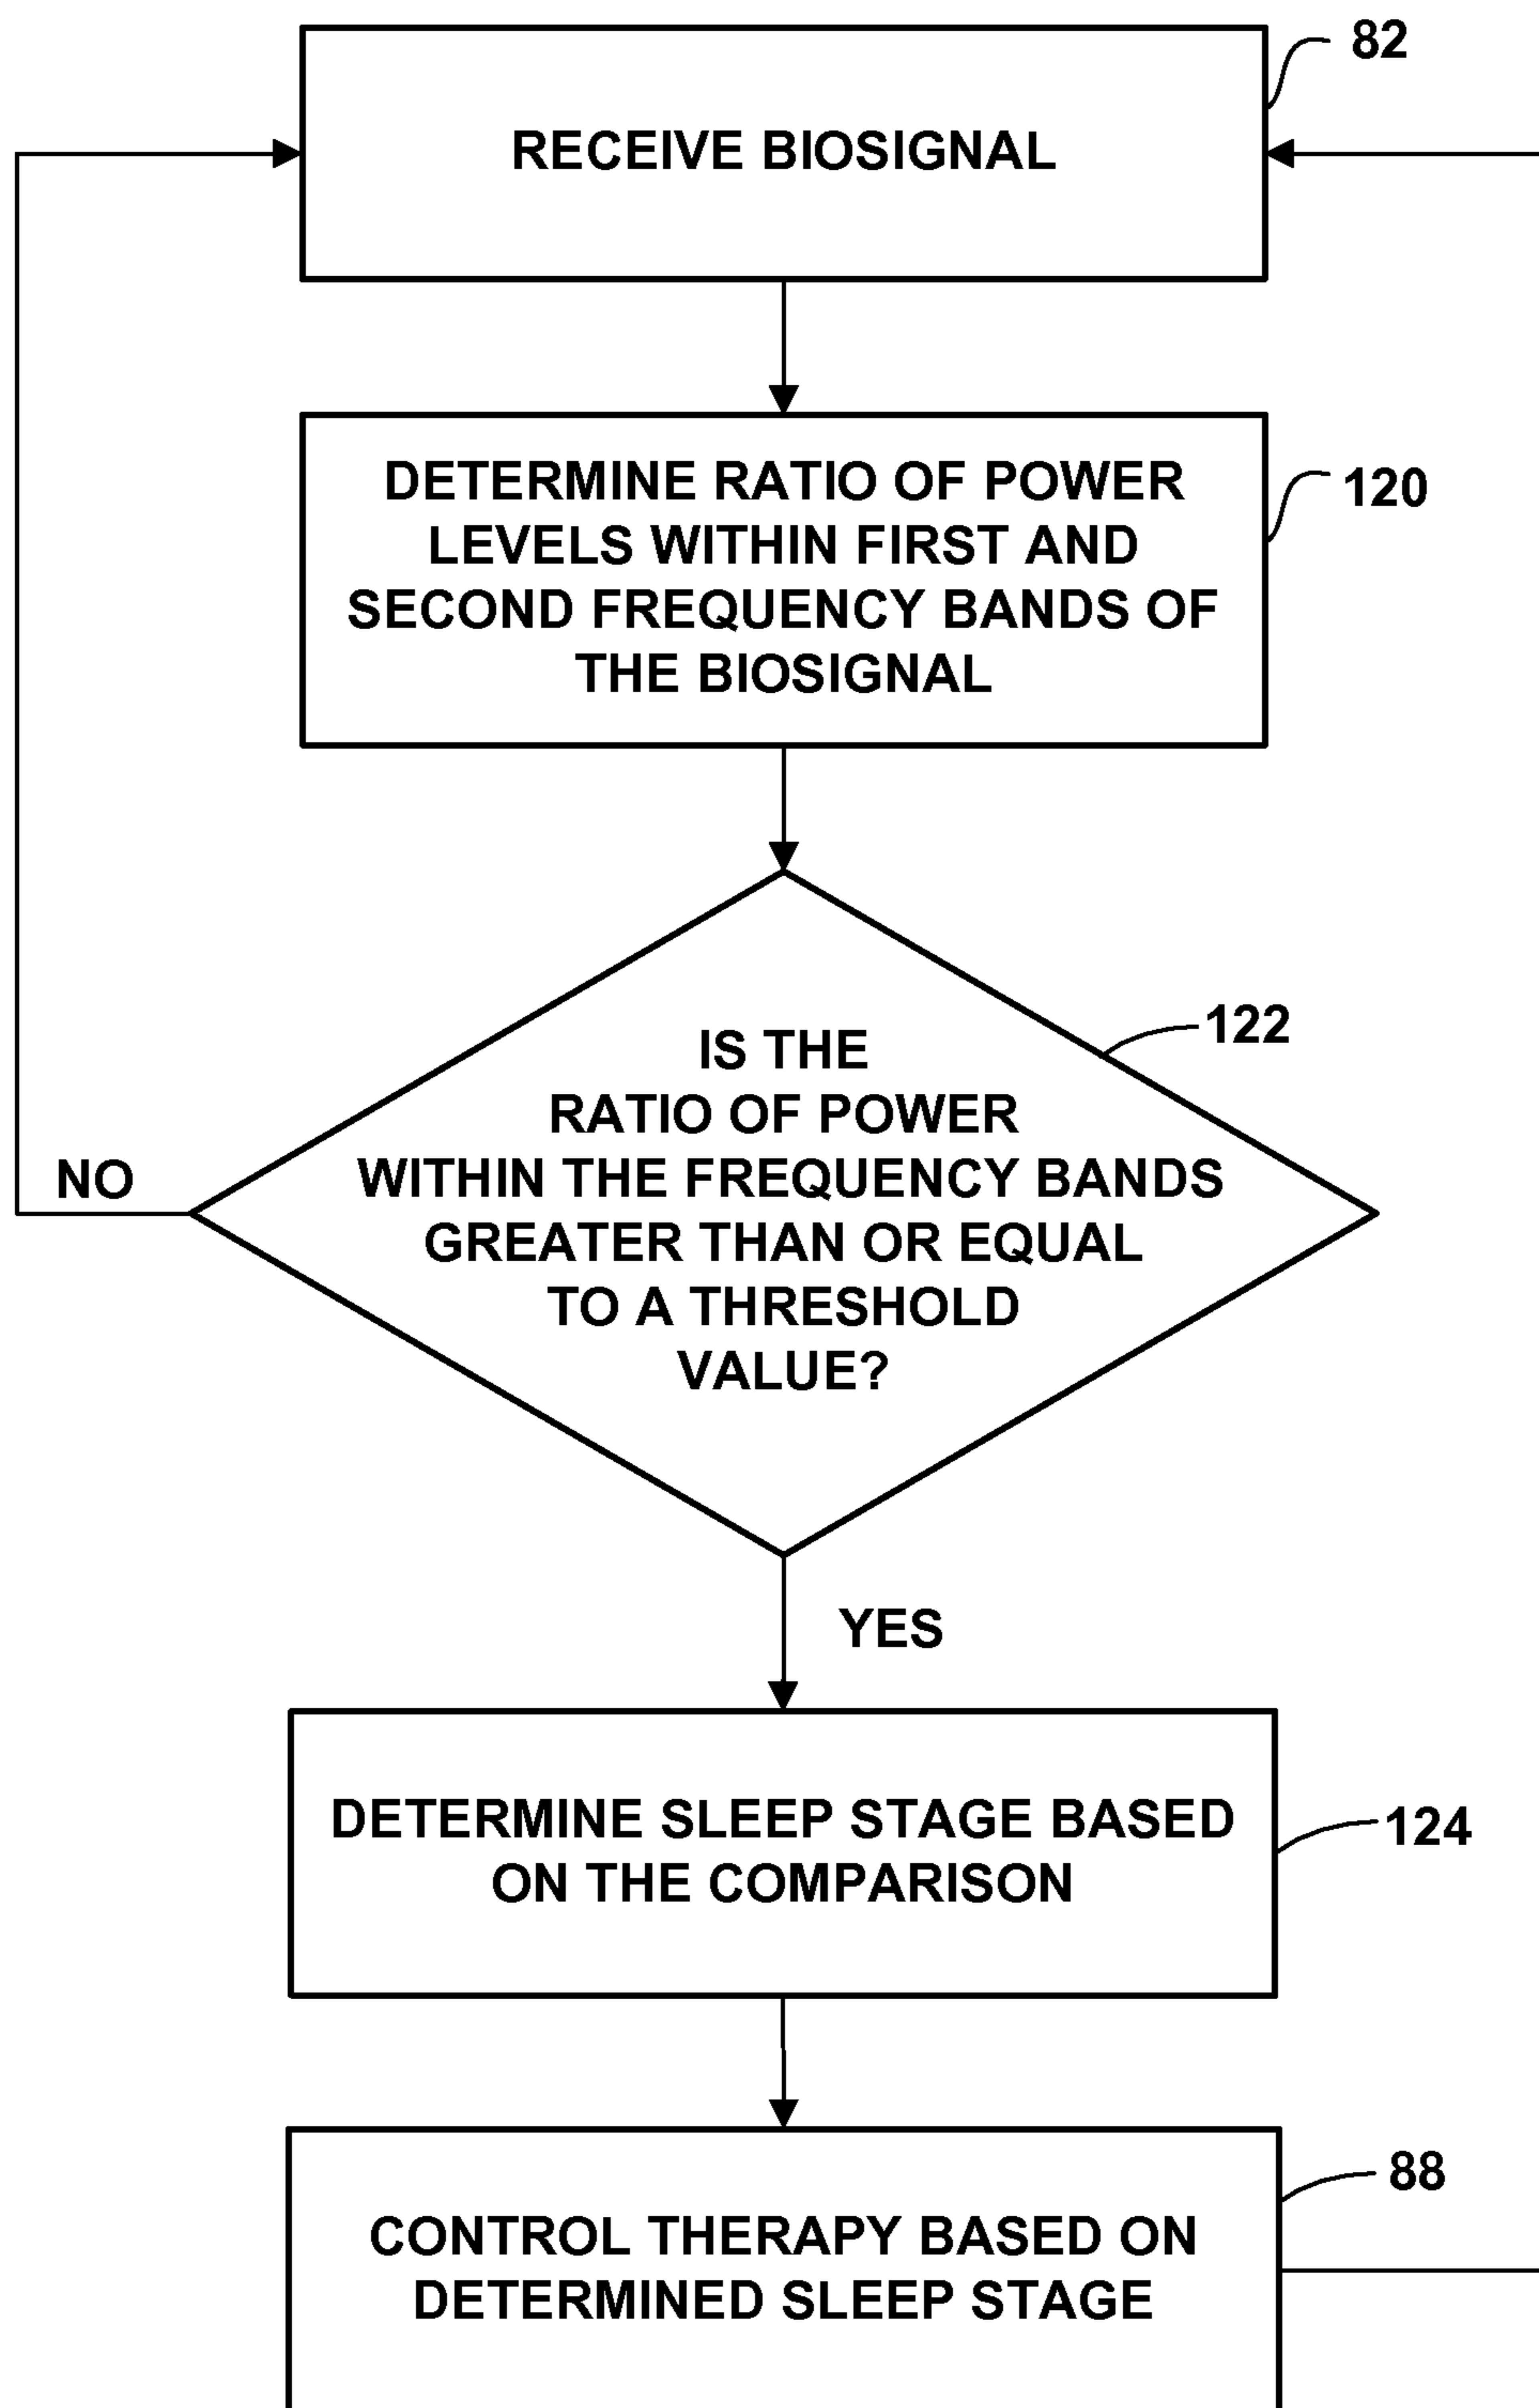 82
RECEIVE BIOSIGNAL
DETERMINE RATIO OF POWER
LEVELS WITHIN FIRST AND
SECOND FREQUENCY BANDS OF
THE BIOSIGNAL
120
122
IS THE
RATIO OF POWER
WITHIN THE FREQUENCY BANDS
GREATER THAN OR EQUAL
TO A THRESHOLD
VALUE?
NO
YES
DETERMINE SLEEP STAGE BASED
ON THE COMPARISON
124
88
CONTROL THERAPY BASED ON
DETERMINED SLEEP STAGE